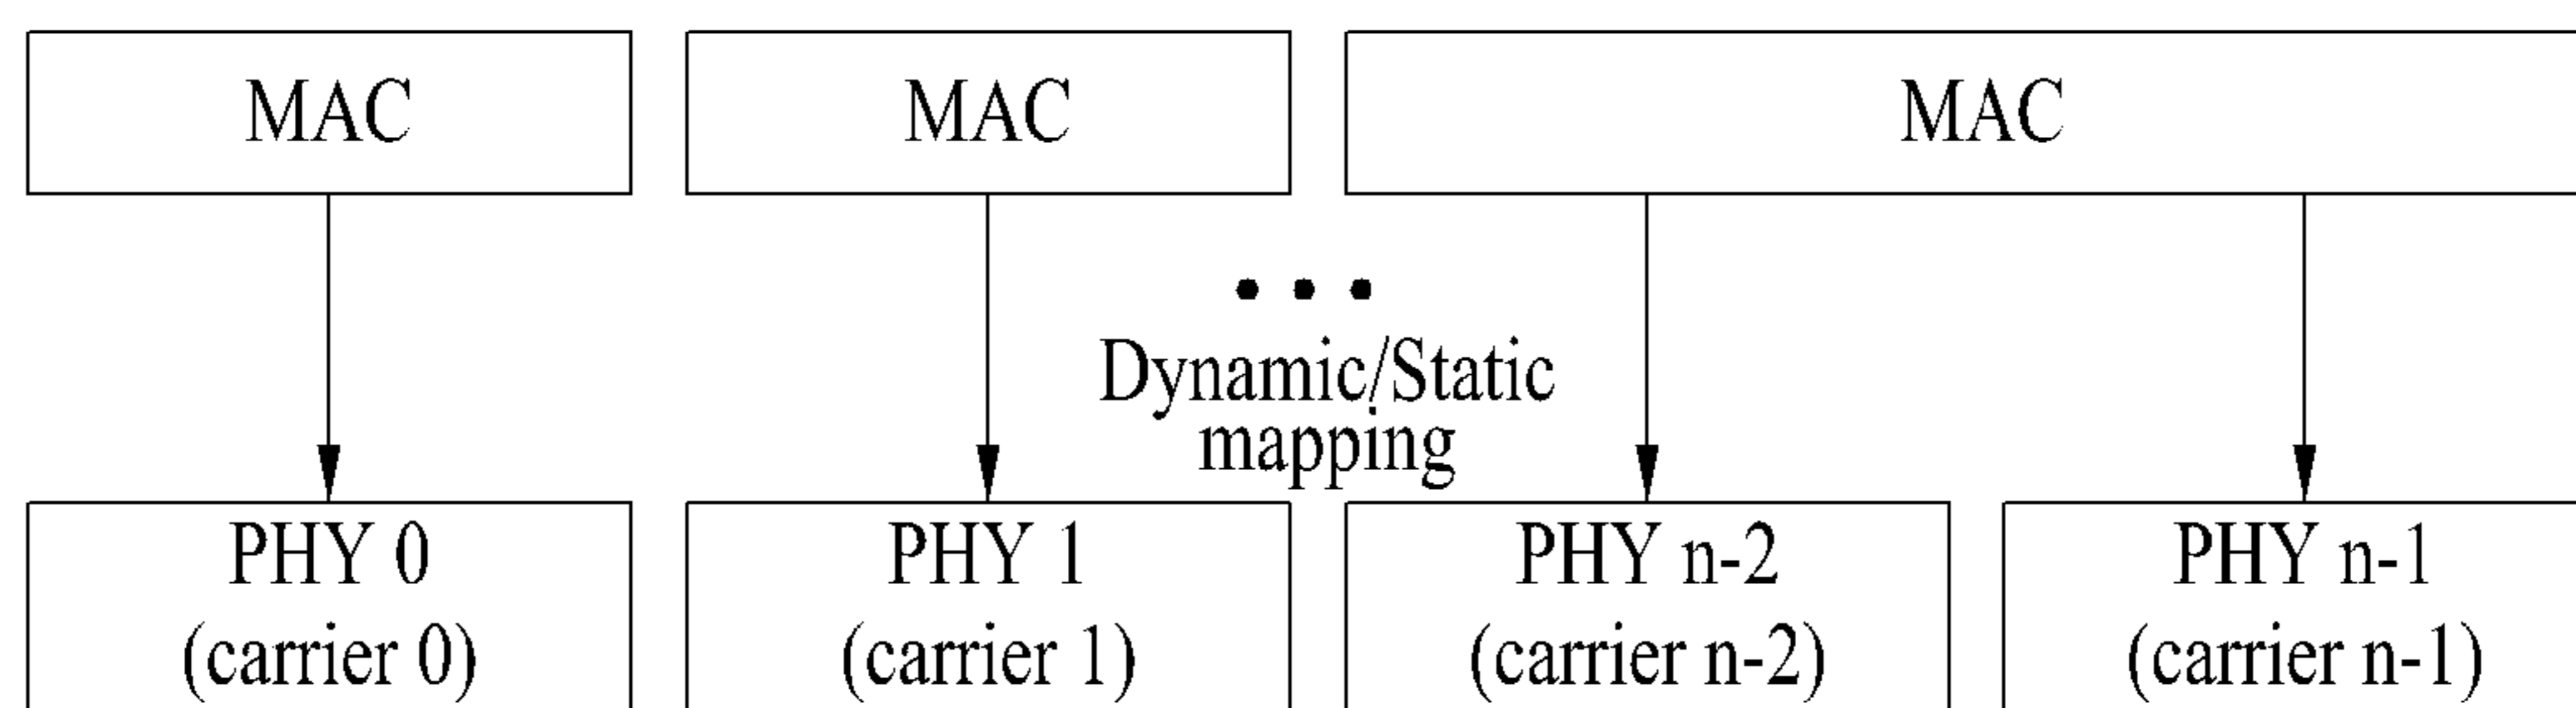 MAC
MAC
MAC
Dynamic/Static
mapping
PHY 0
(carrier 0)
PHY 1
(carrier 1)
PHY n-2
(carrier n-2)
PHY n-1
(carrier n-1)